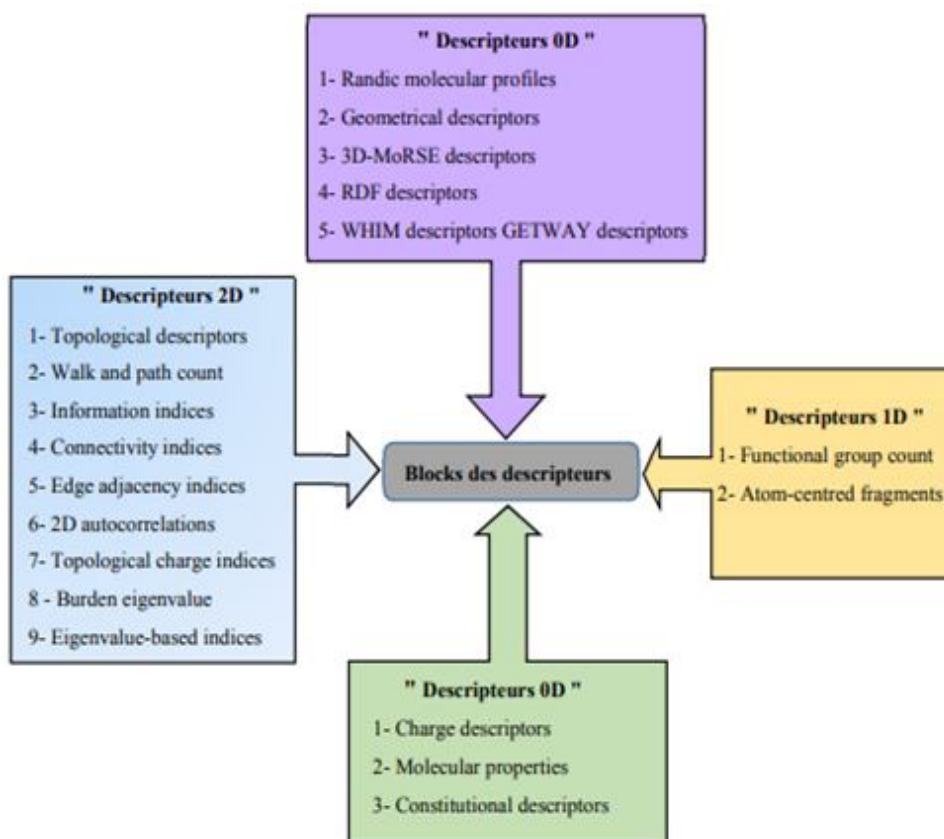 " Descripteurs 0D "
1- Randic molecular profiles
2- Geometrical descriptors
3- 3D-MoRSE descriptors
4- RDF descriptors
5- WHIM descriptors GETWAY descriptors
" Descripteurs 2D "
1- Topological descriptors
2- Walk and path count
3- Information indices
4- Connectivity indices
5- Edge adjacency indices
6- 2D autocorrelations
7- Topological charge indices
8 - Burden eigenvalue
9- Eigenvalue-based indices
Blocks des descripteurs
" Descripteurs 1D "
1- Functional group count
2- Atom-centred fragments
" Descripteurs 0D "
1- Charge descriptors
2- Molecular properties
3- Constitutional descriptors